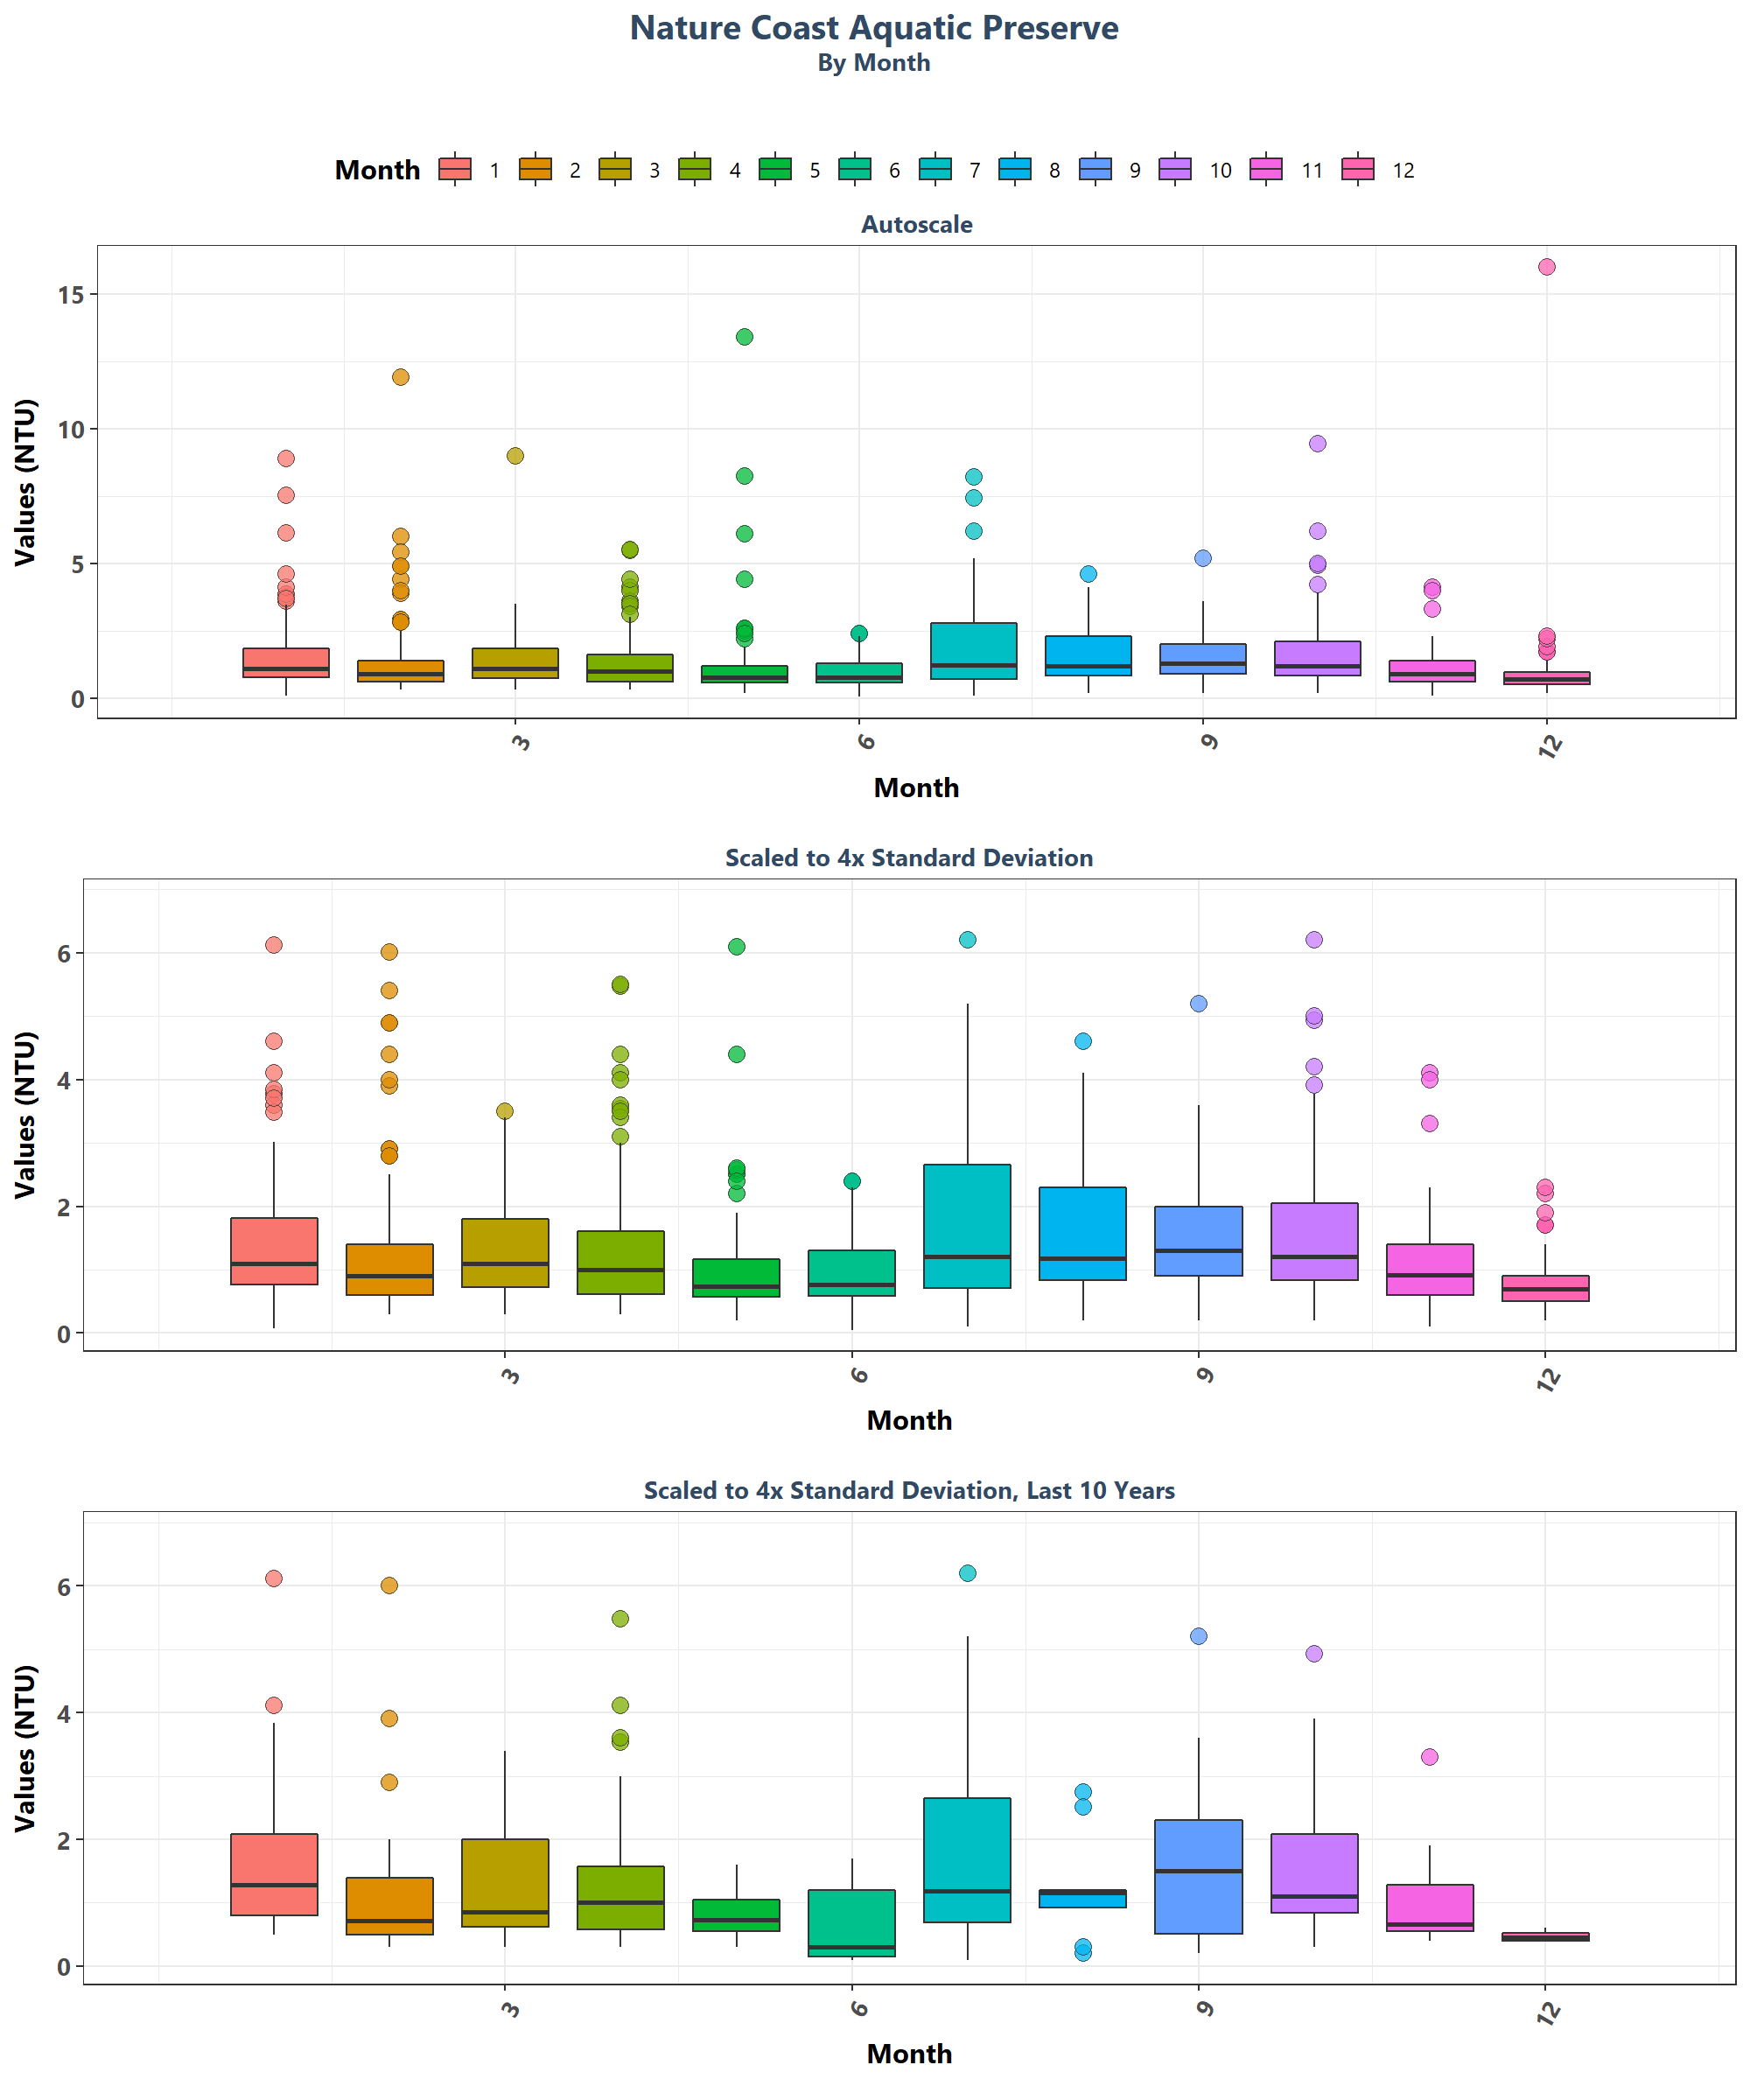 Nature Coast Aquatic Preserve
By Month
Month 1 2 3 4 5 6 7 8 9 10 11 12
Autoscale
Values (NTU)
15
10
5
0
3 6 9 12
Month
Scaled to 4x Standard Deviation
Values (NTU)
6
4
2
0
3 6 9 12
Month
Scaled to 4x Standard Deviation, Last 10 Years
Values (NTU)
6
4
2
0
3 6 9 12
Month